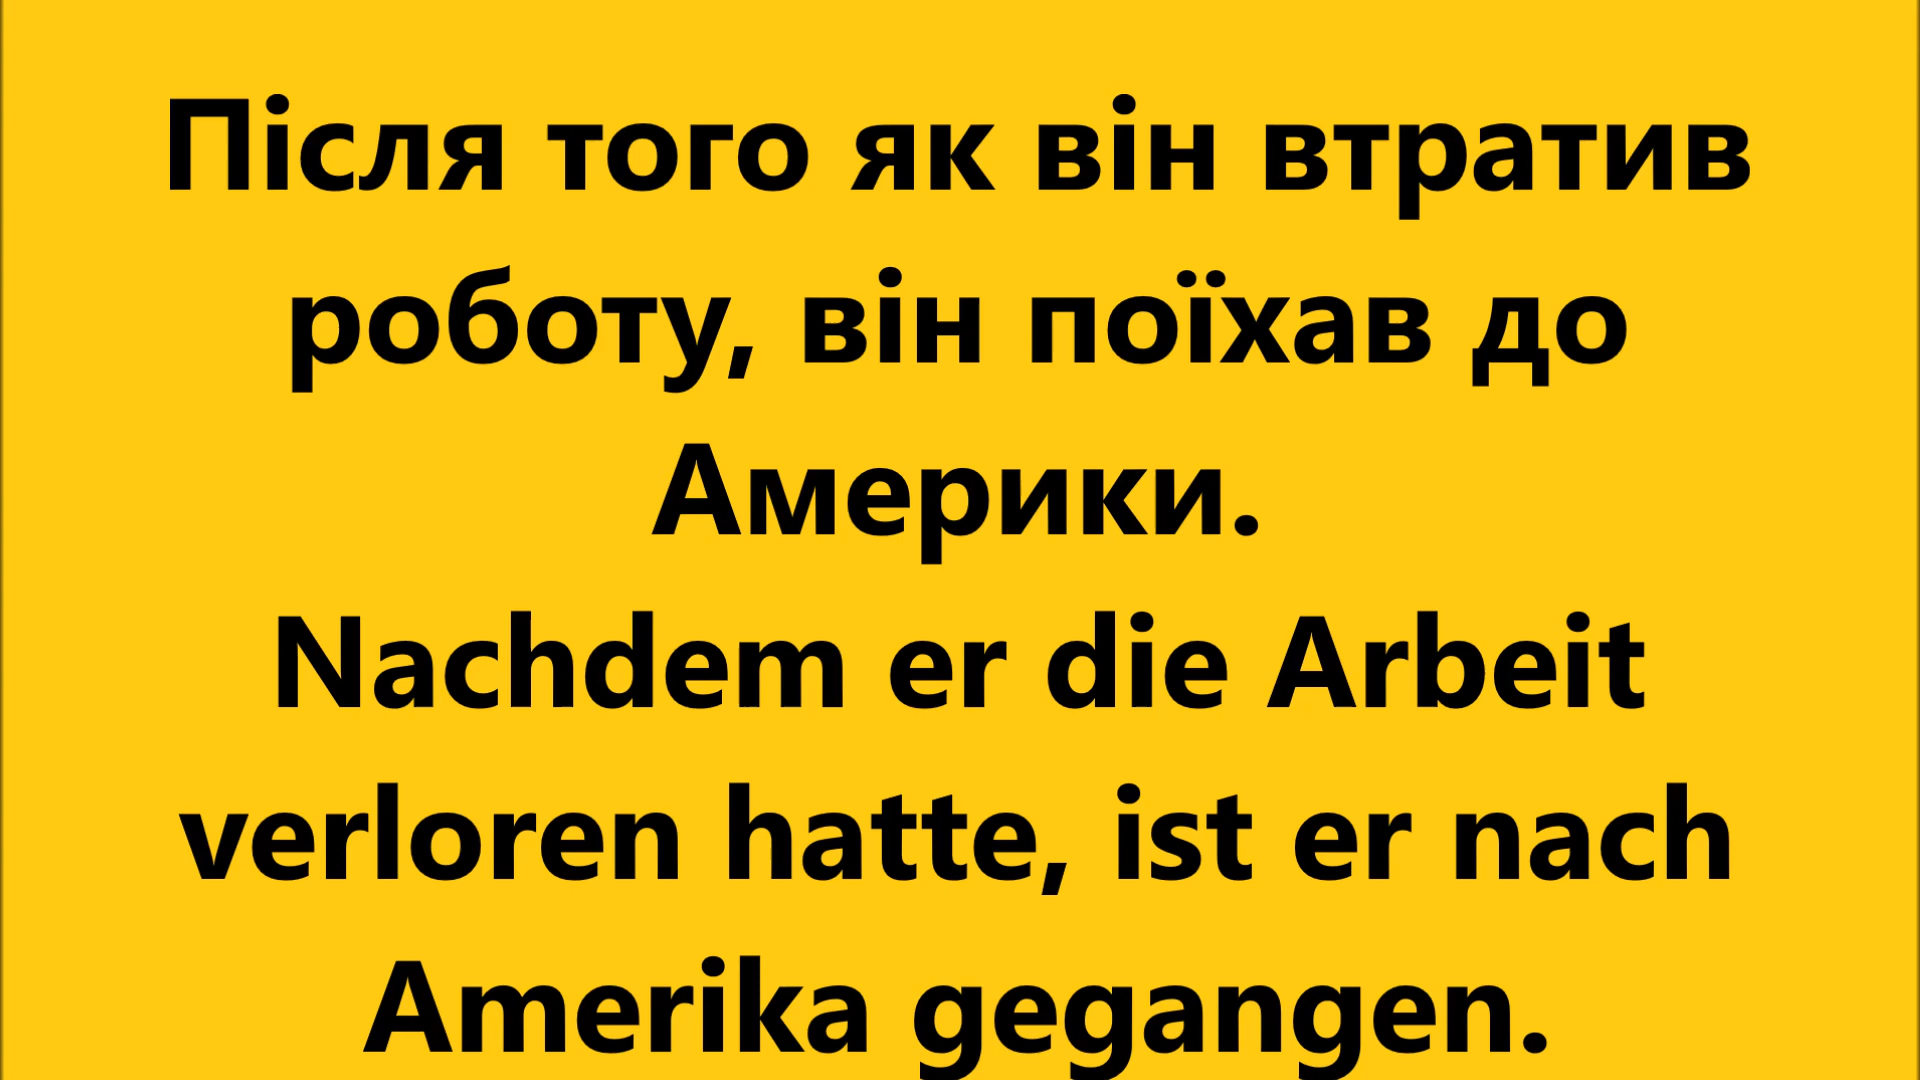 Після того як він втратив
роботу, він поїхав до
Америки.
Nachdem er die Arbeit
verloren hatte, ist er nach
Amerika gegangen.